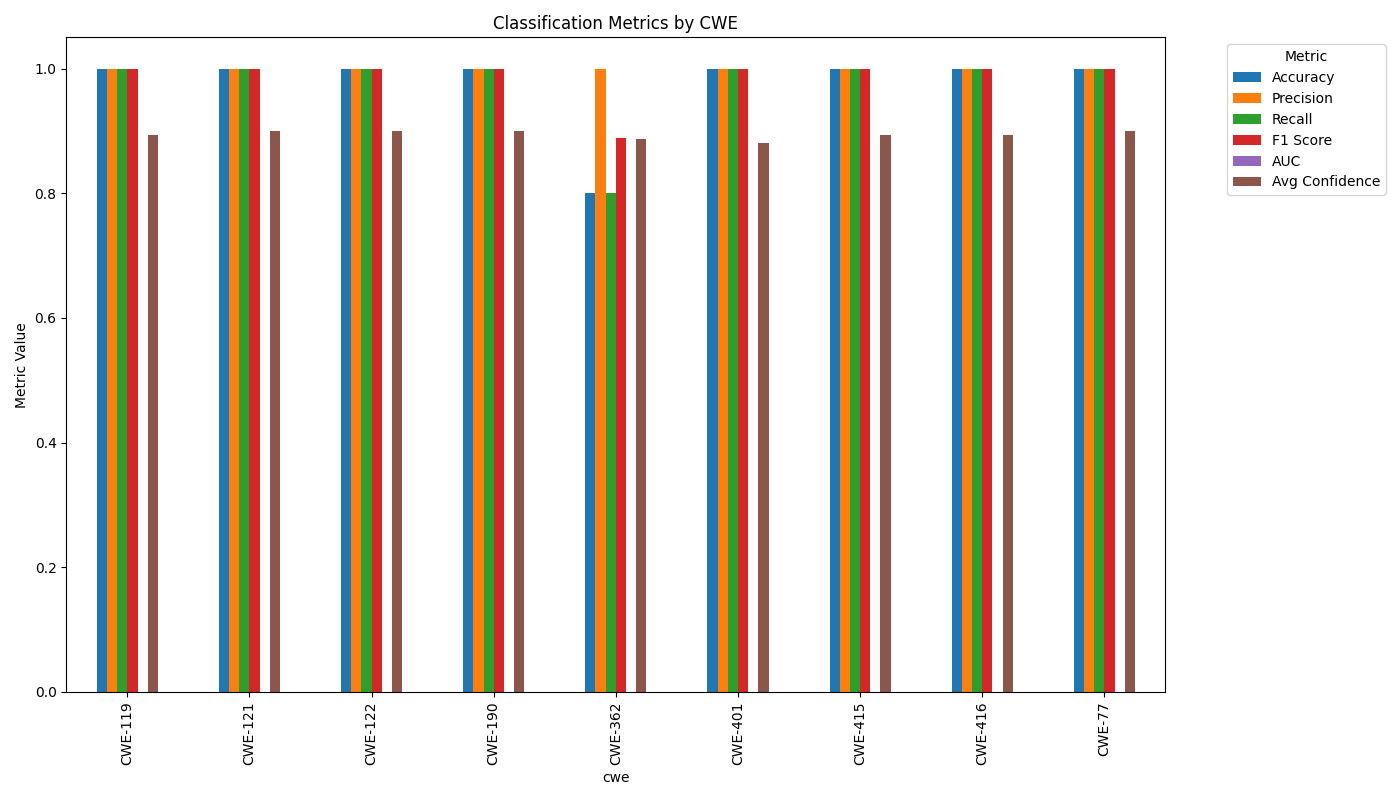 Classification Metrics by CWE
Metric
Accuracy
Precision
Recall
F1 Score
AUC
Avg Confidence
Metric Value
1.0
0.8
0.6
0.4
0.2
0.0
CWE-119
CWE-121
CWE-122
CWE-190
CWE-362
CWE-401
CWE-415
CWE-416
CWE-77
cwe